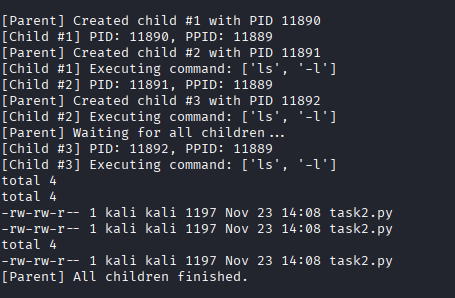 [Parent] Created child #1 with PID 11890
[Child #1] PID: 11890, PPID: 11889
[Parent] Created child #2 with PID 11891
[Child #1] Executing command: ['ls', '-l']
[Child #2] PID: 11891, PPID: 11889
[Parent] Created child #3 with PID 11892
[Child #2] Executing command: ['ls', '-l']
[Parent] Waiting for all children...
[Child #3] PID: 11892, PPID: 11889
[Child #3] Executing command: ['ls', '-l']
total 4
total 4
-rw-rw-r-- 1 kali kali 1197 Nov 23 14:08 task2.py
-rw-rw-r-- 1 kali kali 1197 Nov 23 14:08 task2.py
total 4
-rw-rw-r-- 1 kali kali 1197 Nov 23 14:08 task2.py
[Parent] All children finished.